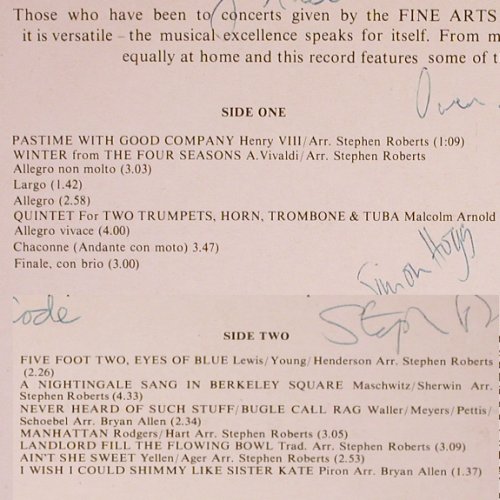 Those who have been to concerts given by the FINE ARTS
it is versatile – the musical excellence speaks for itself. From m
equally at home and this record features some of t
Owen
SIDE ONE
PASTIME WITH GOOD COMPANY Henry VIII/Arr. Stephen Roberts (1:09)
WINTER from THE FOUR SEASONS A.Vivaldi/Arr. Stephen Roberts
Allegro non molto (3.03)
Largo (1.42)
Allegro (2.58)
QUINTET For TWO TRUMPETS, HORN, TROMBONE & TUBA Malcolm Arnold
Allegro vivace (4.00)
Chaconne (Andante con moto) 3.47)
Finale, con brio (3.00)
Simon Hogg
iode
SIDE TWO
FIVE FOOT TWO, EYES OF BLUE Lewis/Young/Henderson Arr. Stephen Roberts
(2.26)
A NIGHTINGALE SANG IN BERKELEY SQUARE Maschwitz/Sherwin Arr.
Stephen Roberts (4.33)
NEVER HEARD OF SUCH STUFF/BUGLE CALL RAG Waller/Meyers/Pettis/
Schoebel Arr. Bryan Allen (2.34)
MANHATTAN Rodgers/Hart Arr. Stephen Roberts (3.05)
LANDLORD FILL THE FLOWING BOWL Trad. Arr. Stephen Roberts (3.09)
AIN'T SHE SWEET Yellen/Ager Arr. Stephen Roberts (2.53)
I WISH I COULD SHIMMY LIKE SISTER KATE Piron Arr. Bryan Allen (1.37)